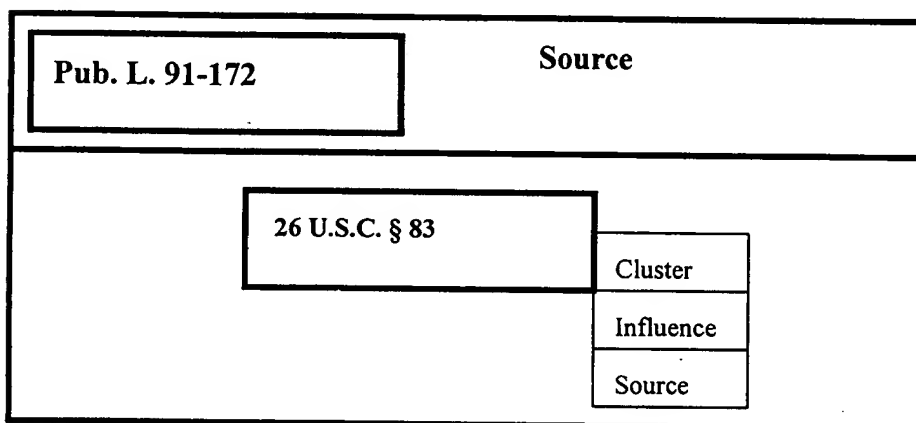 Pub. L. 91-172
Source
26 U.S.C. § 83
Cluster
Influence
Source